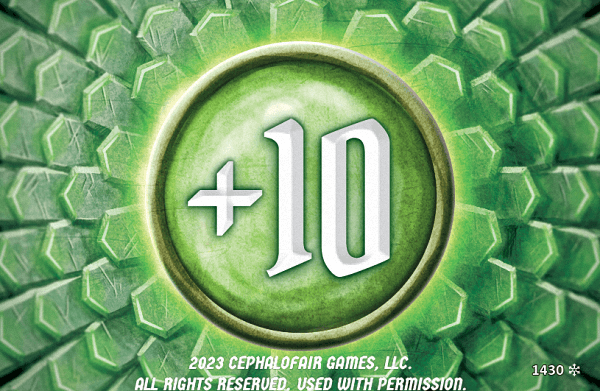 +10
2023 CEPHALOFAIR GAMES, LLC.
ALL RIGHTS RESERVED. USED WITH PERMISSION.
1430 ✻